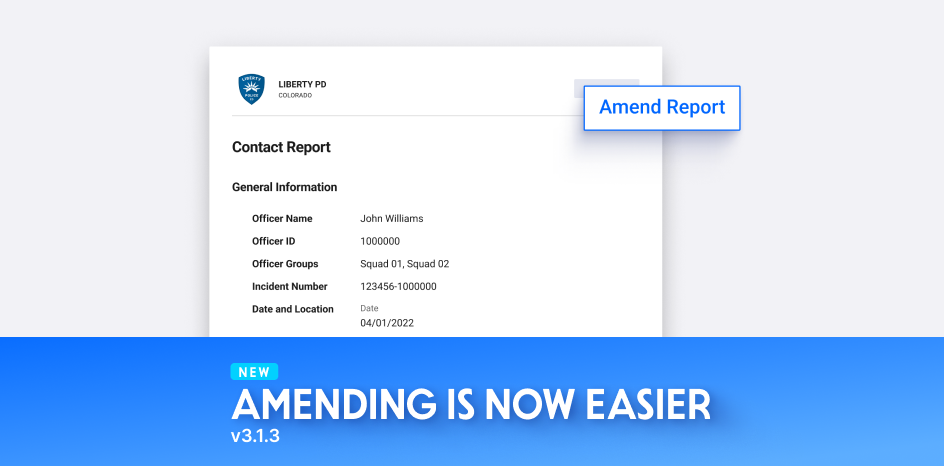 LIBERTY
POLICE
LIBERTY PD
COLORADO
Amend Report
Contact Report
General Information
Officer Name John Williams
Officer ID 1000000
Officer Groups Squad 01, Squad 02
Incident Number 123456-1000000
Date and Location Date
04/01/2022
NEW
AMENDING IS NOW EASIER
v3.1.3